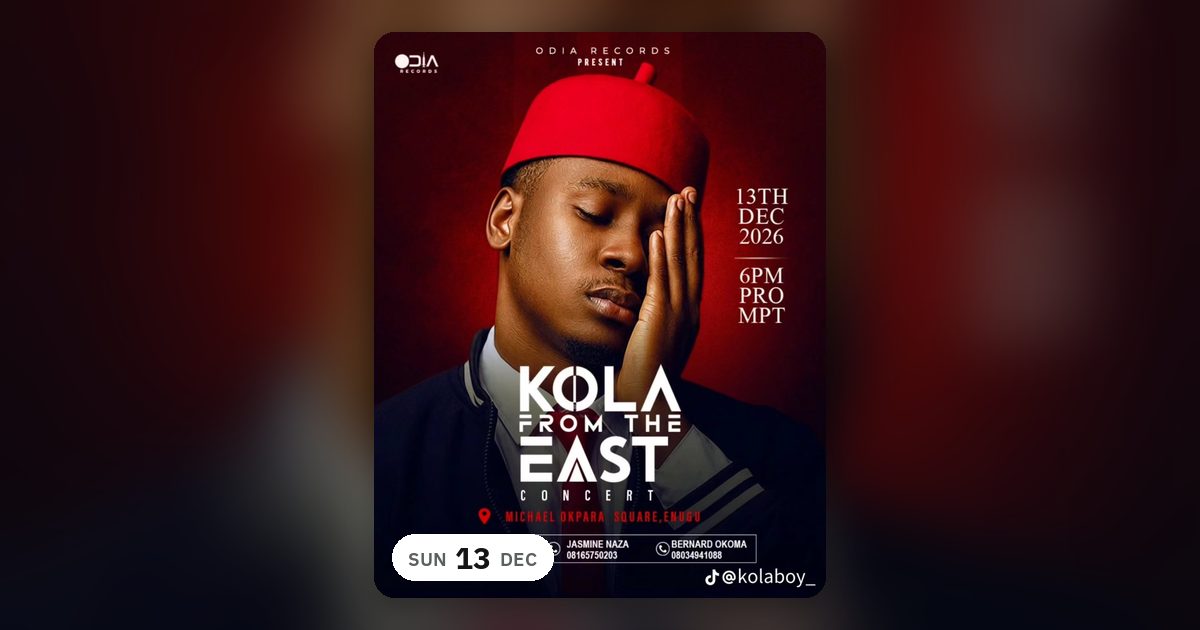 ODIA
RECORDS
ODIA RECORDS
PRESENT
13TH
DEC
2026
6PM
PRO
MPT
KOLA
FROM THE
EAST
CONCERT
MICHAEL OKPARA SQUARE,ENUGU
JASMINE NAZA
08165750203
BERNARD OKOMA
08034941088
SUN 13 DEC
@kolaboy_